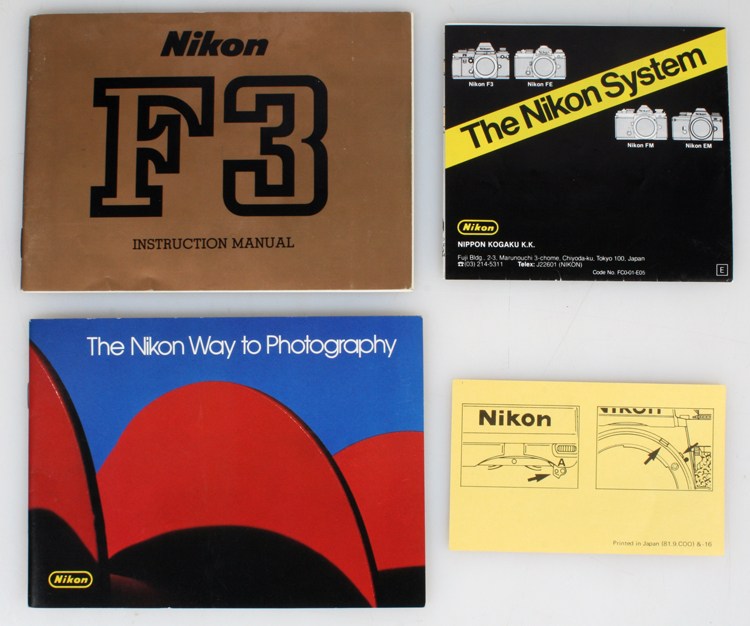 Nikon
F3
INSTRUCTION MANUAL
The Nikon System
Nikon F3
Nikon FE
Nikon FM
Nikon EM
Nikon
NIPPON KOGAKU K.K.
Fuji Bldg., 2-3, Marunouchi 3-chome, Chiyoda-ku, Tokyo 100, Japan
☎(03) 214-5311 Telex: J22601 (NIKON)
Code No. FC0-01-E05
E
The Nikon Way to Photography
Nikon
Nikon
A
Nikon
Printed in Japan (81.9.COO) &-16